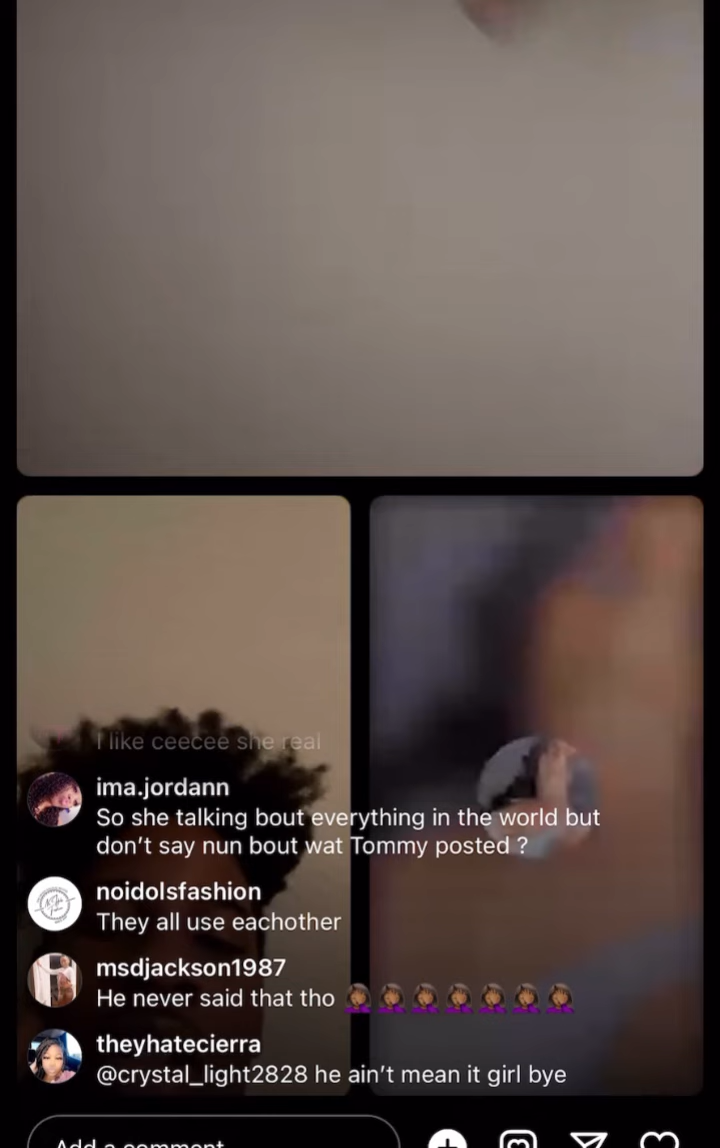 I like ceecee she real
ima.jordann
So she talking bout everything in the world but
don't say nun bout wat Tommy posted ?
noidolsfashion
They all use eachother
msdjackson1987
He never said that tho 🤦🏾‍♀️🤦🏾‍♀️🤦🏾‍♀️🤦🏾‍♀️🤦🏾‍♀️🤦🏾‍♀️🤦🏾‍♀️
theyhatecierra
@crystal_light2828 he ain't mean it girl bye
Add a comment